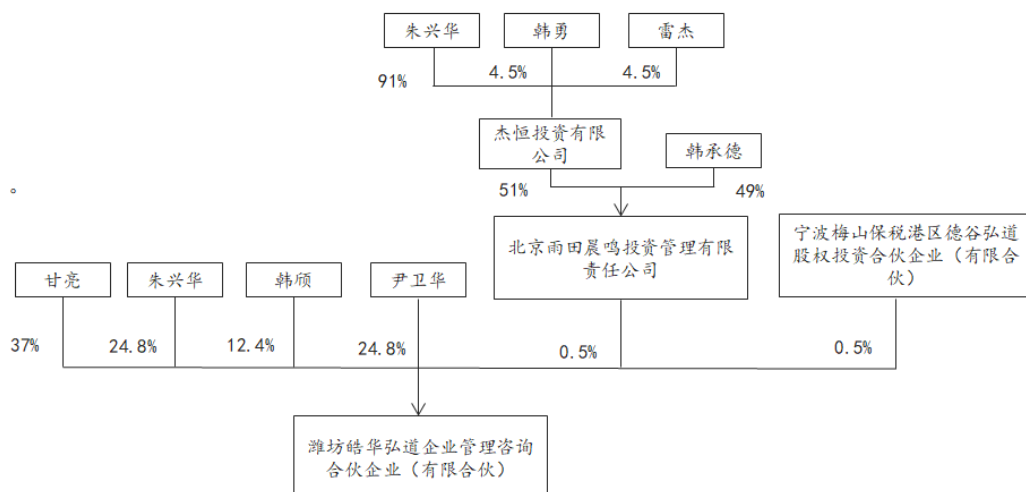 朱兴华
韩勇
雷杰
91%
4.5%
4.5%
杰恒投资有限
公司
韩承德
。
51%
49%
北京雨田晨鸣投资管理有限
责任公司
宁波梅山保税港区德谷弘道
股权投资合伙企业（有限合
伙）
甘亮
朱兴华
韩颀
尹卫华
37%
24.8%
12.4%
24.8%
0.5%
0.5%
潍坊皓华弘道企业管理咨询
合伙企业（有限合伙）